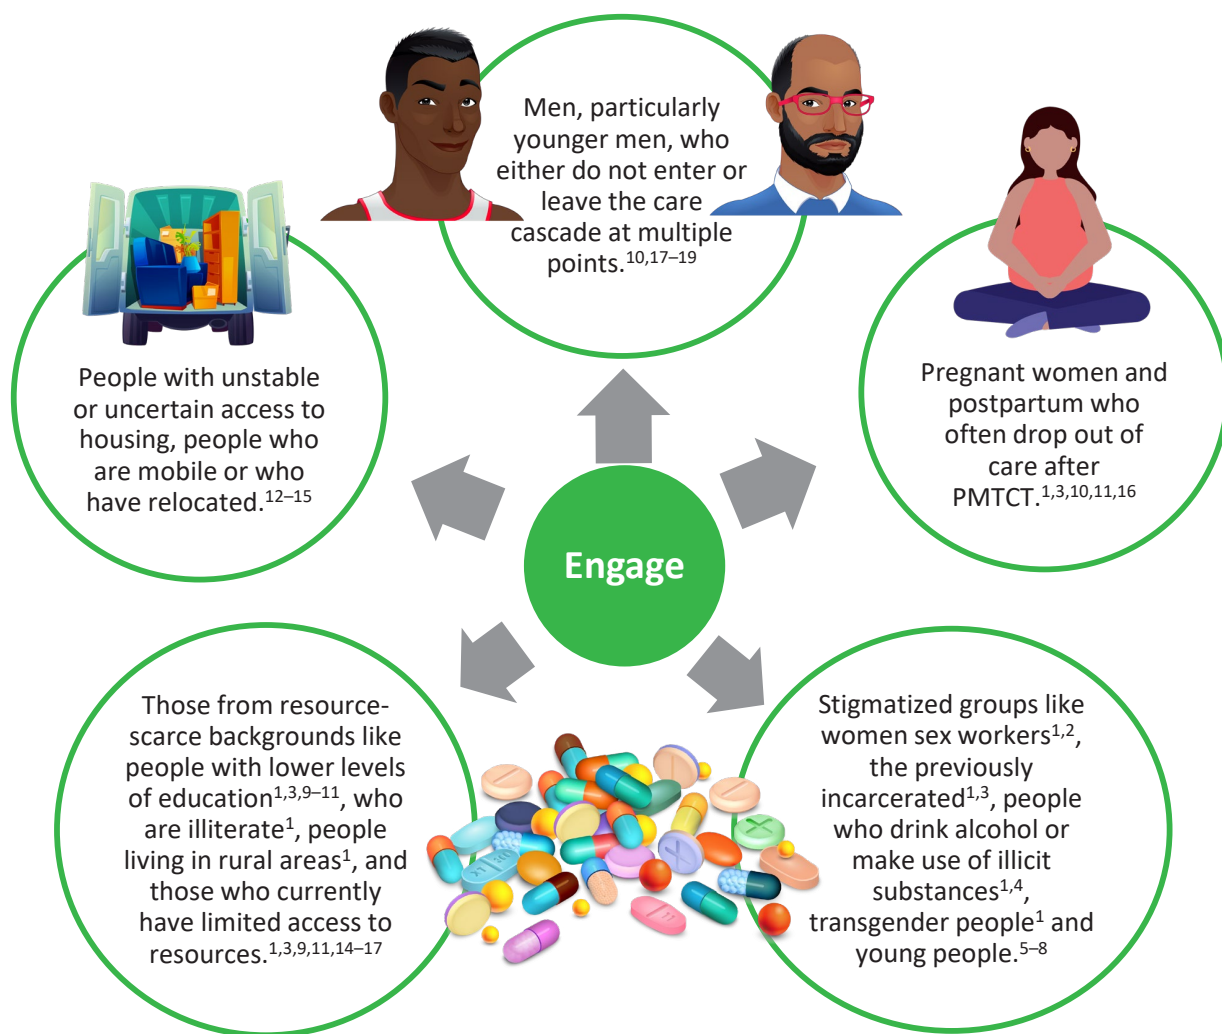 Men, particularly
younger men, who
either do not enter or
leave the care
cascade at multiple
points.10,17–19
People with unstable
or uncertain access to
housing, people who
are mobile or who
have relocated.12–15
Pregnant women and
postpartum who
often drop out of
care after
PMTCT.1,3,10,11,16
Engage
Those from resource-
scarce backgrounds like
people with lower levels
of education1,3,9–11, who
are illiterate1, people
living in rural areas1, and
those who currently
have limited access to
resources.1,3,9,11,14–17
Stigmatized groups like
women sex workers1,2,
the previously
incarcerated1,3, people
who drink alcohol or
make use of illicit
substances1,4,
transgender people1 and
young people.5–8